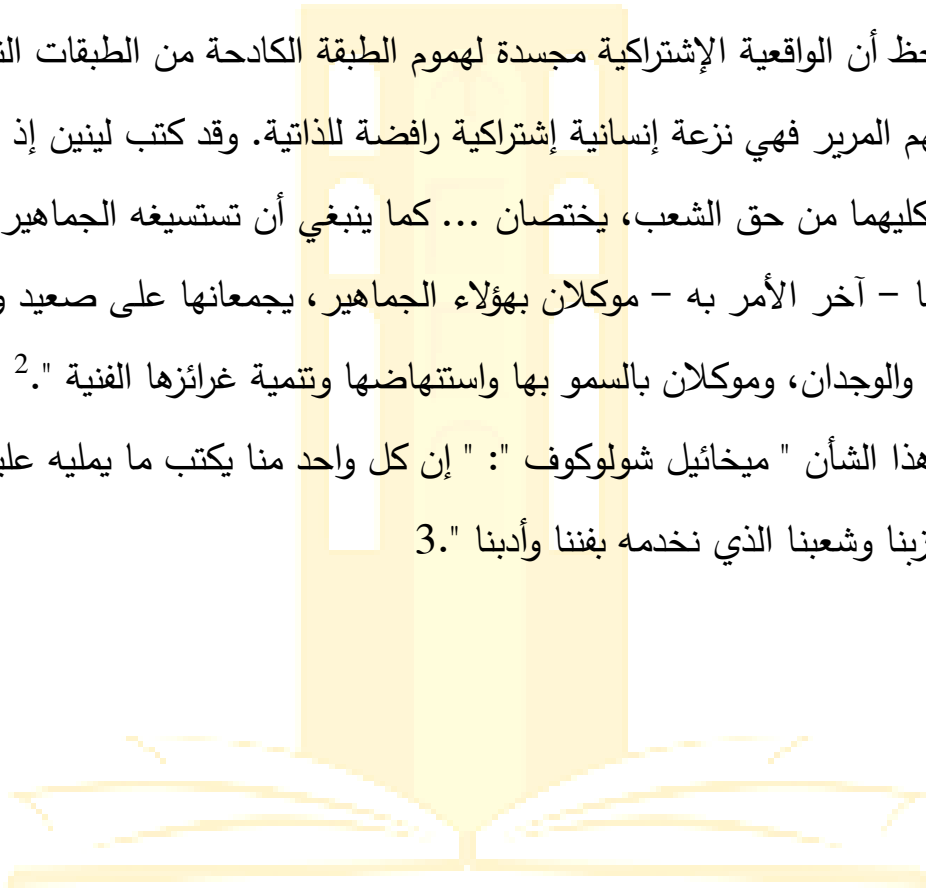 حظ أن الواقعية الإشتراكية مجسدة لهموم الطبقة الكادحة من الطبقات
هم المرير فهي نزعة إنسانية إشتراكية رافضة للذاتية. وقد كتب لينين إذ
كليهما من حق الشعب، يختصان ... كما ينبغي أن تستسيغه الجماهير
ا – آخر الأمر به – موكلان بهؤلاء الجماهير، يجمعانها على صعيد و
والوجدان، وموكلان بالسمو بها واستنهاضها وتنمية غرائزها الفنية ".2
هذا الشأن " ميخائيل شولوكوف ": " إن كل واحد منا يكتب ما يمليه
زبنا وشعبنا الذي نخدمه بفننا وأدبنا ".3